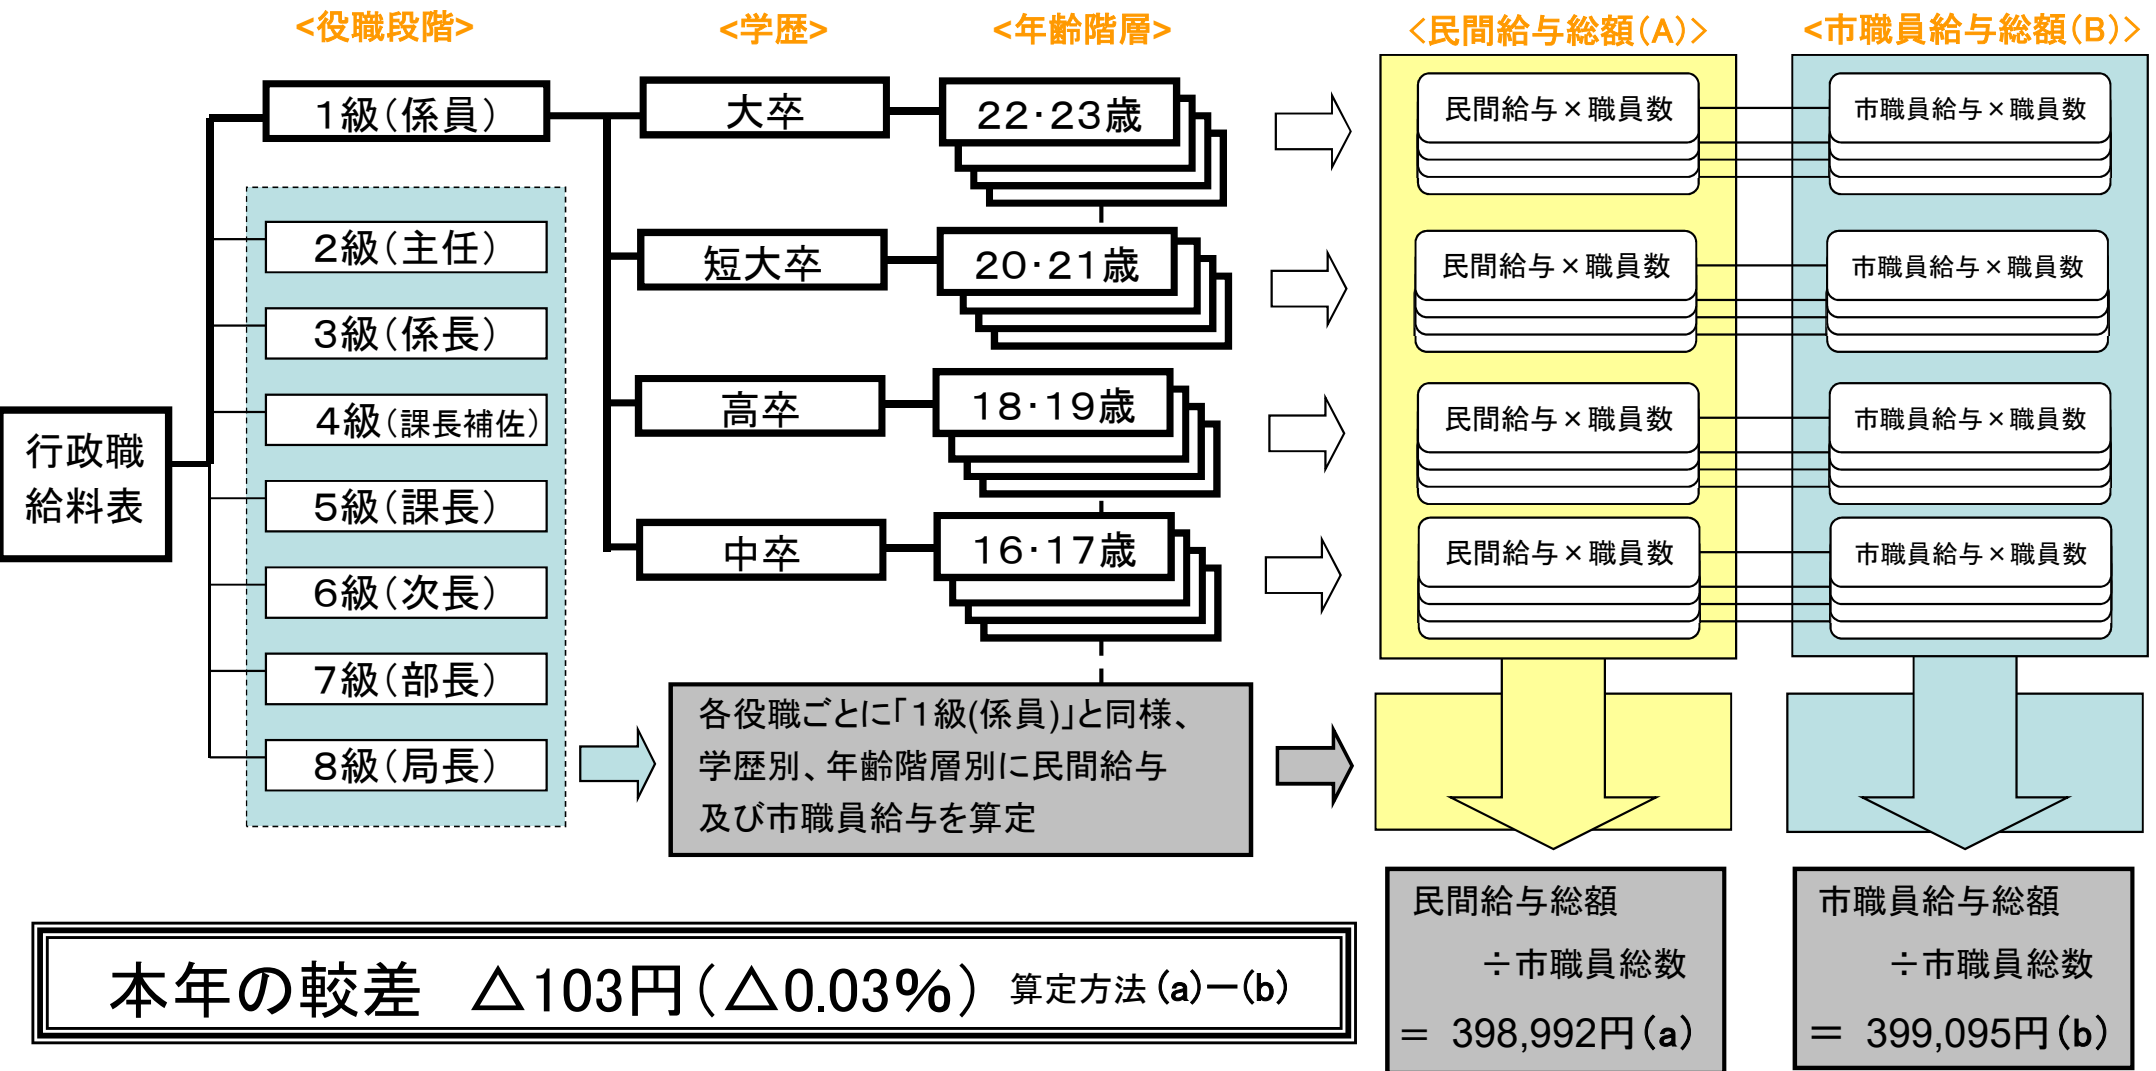 <役職段階>
<学歴>
<年齢階層>
<民間給与総額(A)>
<市職員給与総額(B)>
行政職
給料表
1級(係員)
2級(主任)
3級(係長)
4級(課長補佐)
5級(課長)
6級(次長)
7級(部長)
8級(局長)
大卒
22・23歳
民間給与×職員数
市職員給与×職員数
短大卒
20・21歳
民間給与×職員数
市職員給与×職員数
高卒
18・19歳
民間給与×職員数
市職員給与×職員数
中卒
16・17歳
民間給与×職員数
市職員給与×職員数
各役職ごとに「1級(係員)」と同様、
学歴別、年齢階層別に民間給与
及び市職員給与を算定
民間給与総額
÷市職員総数
= 398,992円(a)
市職員給与総額
÷市職員総数
= 399,095円(b)
本年の較差 △103円(△0.03%) 算定方法(a)-(b)